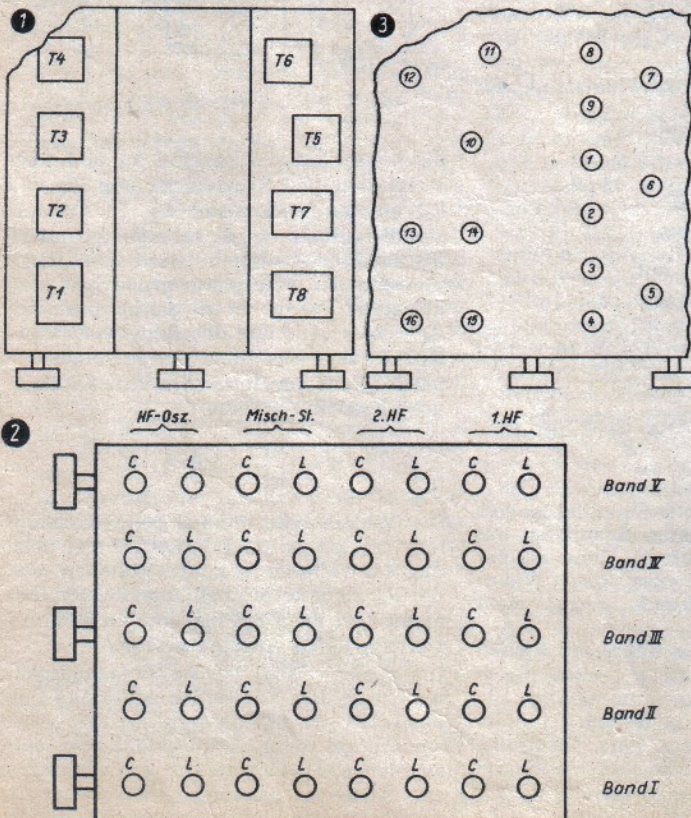 1
T4
T6
T3
T5
T2
T7
T1
T8
3
11
8
12
7
9
10
1
6
2
13
14
3
5
16
15
4
2
HF-Osz. Misch-St. 2.HF 1.HF
C L C L C L C L
Band V
C L C L C L C L
Band IV
C L C L C L C L
Band III
C L C L C L C L
Band II
C L C L C L C L
Band I